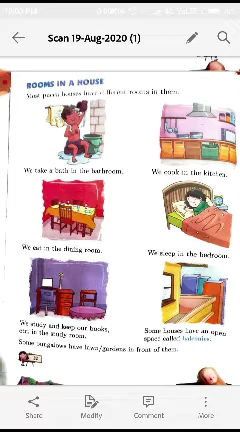 Scan 19-Aug-2020 (1)
ROOMS IN A HOUSE
Most pucca houses have different rooms in them.
We take a bath in the bathroom.
We cook in the kitchen.
We eat in the dining room.
We sleep in the bedroom.
We study and keep our books,
etc. in the study room.
Some houses have an open
space called balconies.
Some bungalows have lawn/gardens in front of them.
Share
Modify
Comment
More